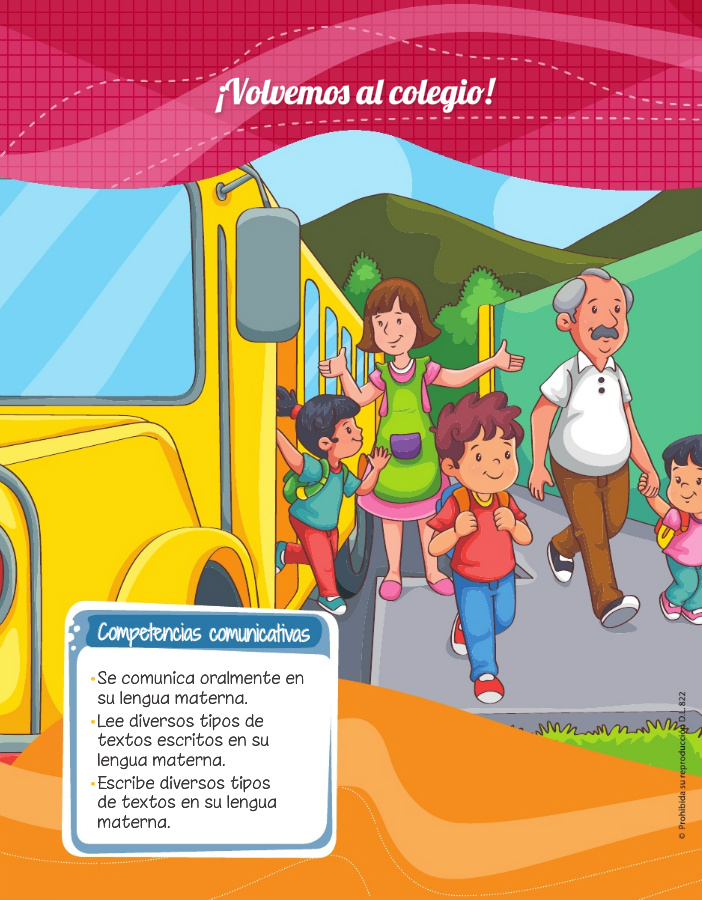 ¡Volvemos al colegio!
Competencias comunicativas
•Se comunica oralmente en
su lengua materna.
•Lee diversos tipos de
textos escritos en su
lengua materna.
•Escribe diversos tipos
de textos en su lengua
materna.
© Prohibida su reproducción D.L. 822